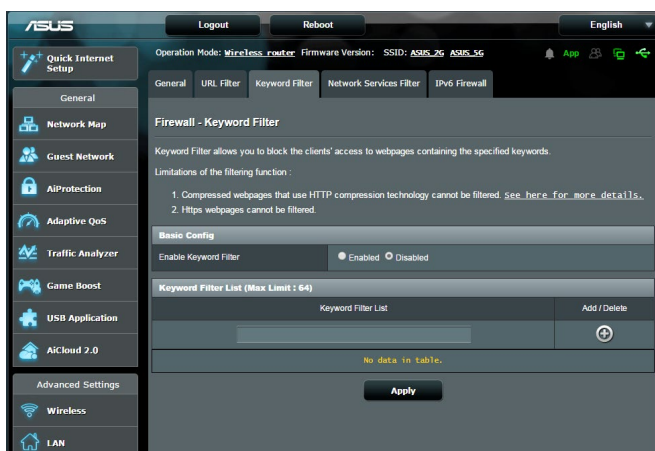 ASUS
Logout
Reboot
English
Quick Internet Setup
Operation Mode: Wireless router Firmware Version: SSID: ASUS_2G ASUS_5G
App
General
URL Filter
Keyword Filter
Network Services Filter
IPv6 Firewall
General
Network Map
Guest Network
AiProtection
Adaptive QoS
Traffic Analyzer
Game Boost
USB Application
AiCloud 2.0
Advanced Settings
Wireless
LAN
Firewall - Keyword Filter
Keyword Filter allows you to block the clients' access to webpages containing the specified keywords.
Limitations of the filtering function :
1. Compressed webpages that use HTTP compression technology cannot be filtered. See here for more details.
2. Https webpages cannot be filtered.
Basic Config
Enable Keyword Filter
Enabled
Disabled
Keyword Filter List (Max Limit : 64)
Keyword Filter List
Add / Delete
No data in table.
Apply